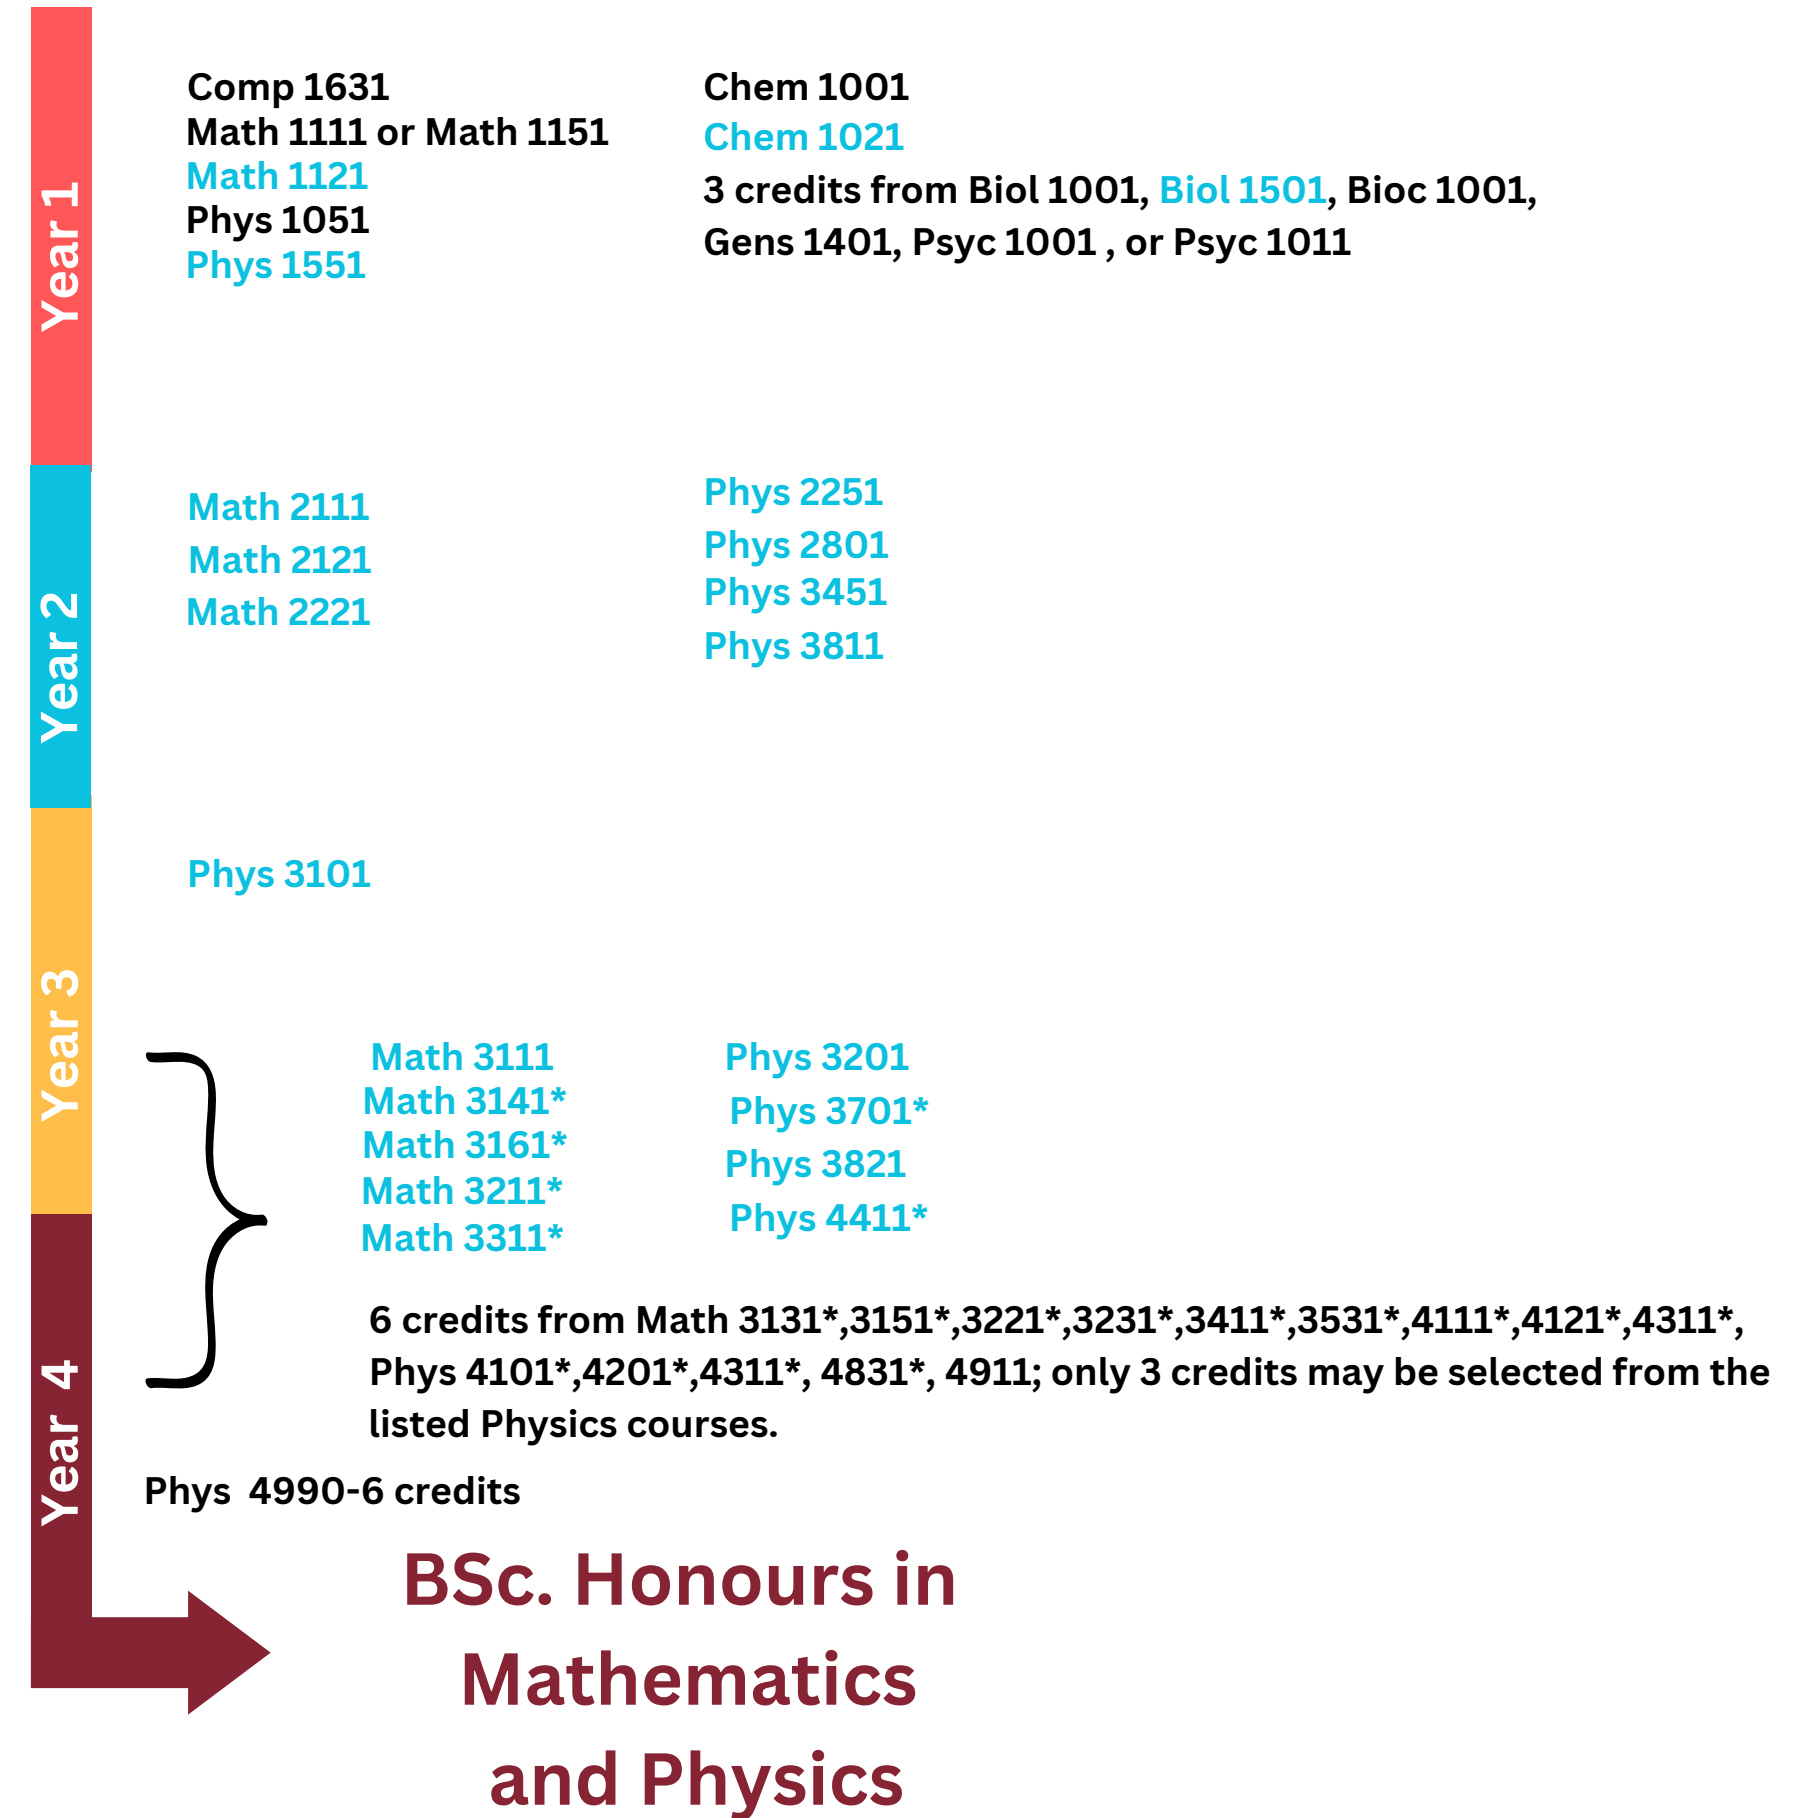 Year 1
Comp 1631
Math 1111 or Math 1151
Math 1121
Phys 1051
Phys 1551
Chem 1001
Chem 1021
3 credits from Biol 1001, Biol 1501, Bioc 1001,
Gens 1401, Psyc 1001 , or Psyc 1011
Year 2
Math 2111
Math 2121
Math 2221
Phys 2251
Phys 2801
Phys 3451
Phys 3811
Year 3
Phys 3101
Math 3111
Math 3141*
Math 3161*
Math 3211*
Math 3311*
Phys 3201
Phys 3701*
Phys 3821
Phys 4411*
6 credits from Math 3131*,3151*,3221*,3231*,3411*,3531*,4111*,4121*,4311*,
Phys 4101*,4201*,4311*, 4831*, 4911; only 3 credits may be selected from the
listed Physics courses.
Year 4
Phys 4990-6 credits
BSc. Honours in
Mathematics
and Physics